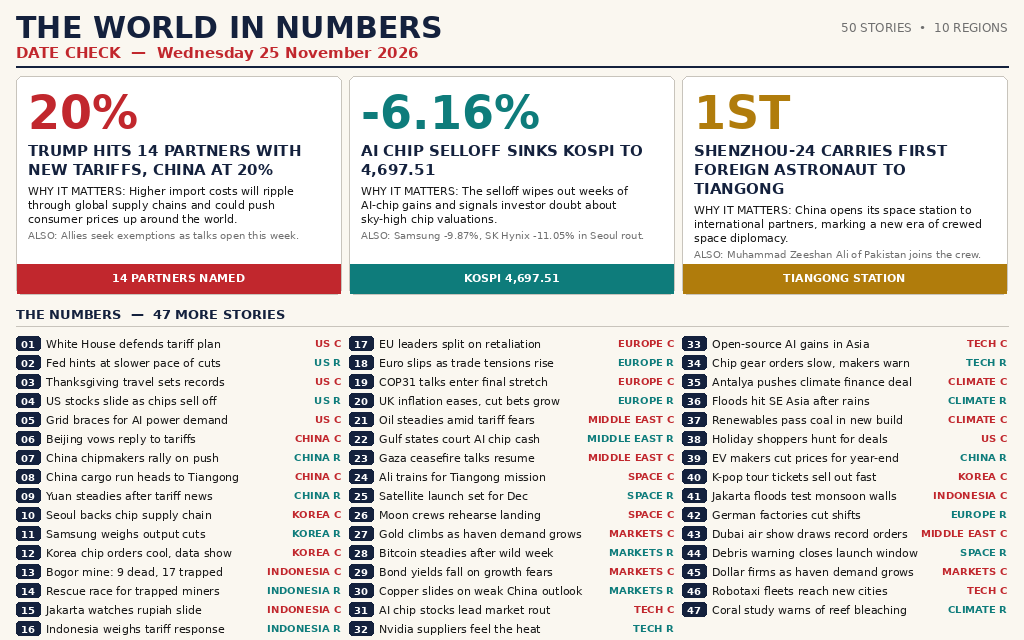 THE WORLD IN NUMBERS
50 STORIES • 10 REGIONS
DATE CHECK — Wednesday 25 November 2026
20%
TRUMP HITS 14 PARTNERS WITH
NEW TARIFFS, CHINA AT 20%
WHY IT MATTERS: Higher import costs will ripple
through global supply chains and could push
consumer prices up around the world.
ALSO: Allies seek exemptions as talks open this week.
14 PARTNERS NAMED
-6.16%
AI CHIP SELLOFF SINKS KOSPI TO
4,697.51
WHY IT MATTERS: The selloff wipes out weeks of
AI-chip gains and signals investor doubt about
sky-high chip valuations.
ALSO: Samsung -9.87%, SK Hynix -11.05% in Seoul rout.
KOSPI 4,697.51
1ST
SHENZHOU-24 CARRIES FIRST
FOREIGN ASTRONAUT TO
TIANGONG
WHY IT MATTERS: China opens its space station to
international partners, marking a new era of crewed
space diplomacy.
ALSO: Muhammad Zeeshan Ali of Pakistan joins the crew.
TIANGONG STATION
THE NUMBERS — 47 MORE STORIES
01 White House defends tariff plan US C
02 Fed hints at slower pace of cuts US R
03 Thanksgiving travel sets records US C
04 US stocks slide as chips sell off US R
05 Grid braces for AI power demand US C
06 Beijing vows reply to tariffs CHINA C
07 China chipmakers rally on push CHINA R
08 China cargo run heads to Tiangong CHINA C
09 Yuan steadies after tariff news CHINA R
10 Seoul backs chip supply chain KOREA C
11 Samsung weighs output cuts KOREA R
12 Korea chip orders cool, data show KOREA C
13 Bogor mine: 9 dead, 17 trapped INDONESIA C
14 Rescue race for trapped miners INDONESIA R
15 Jakarta watches rupiah slide INDONESIA C
16 Indonesia weighs tariff response INDONESIA R
17 EU leaders split on retaliation EUROPE C
18 Euro slips as trade tensions rise EUROPE R
19 COP31 talks enter final stretch EUROPE C
20 UK inflation eases, cut bets grow EUROPE R
21 Oil steadies amid tariff fears MIDDLE EAST C
22 Gulf states court AI chip cash MIDDLE EAST R
23 Gaza ceasefire talks resume MIDDLE EAST C
24 Ali trains for Tiangong mission SPACE C
25 Satellite launch set for Dec SPACE R
26 Moon crews rehearse landing SPACE C
27 Gold climbs as haven demand grows MARKETS C
28 Bitcoin steadies after wild week MARKETS R
29 Bond yields fall on growth fears MARKETS C
30 Copper slides on weak China outlook MARKETS R
31 AI chip stocks lead market rout TECH C
32 Nvidia suppliers feel the heat TECH R
33 Open-source AI gains in Asia TECH C
34 Chip gear orders slow, makers warn TECH R
35 Antalya pushes climate finance deal CLIMATE C
36 Floods hit SE Asia after rains CLIMATE R
37 Renewables pass coal in new build CLIMATE C
38 Holiday shoppers hunt for deals US C
39 EV makers cut prices for year-end CHINA R
40 K-pop tour tickets sell out fast KOREA C
41 Jakarta floods test monsoon walls INDONESIA C
42 German factories cut shifts EUROPE R
43 Dubai air show draws record orders MIDDLE EAST C
44 Debris warning closes launch window SPACE R
45 Dollar firms as haven demand grows MARKETS C
46 Robotaxi fleets reach new cities TECH C
47 Coral study warns of reef bleaching CLIMATE R